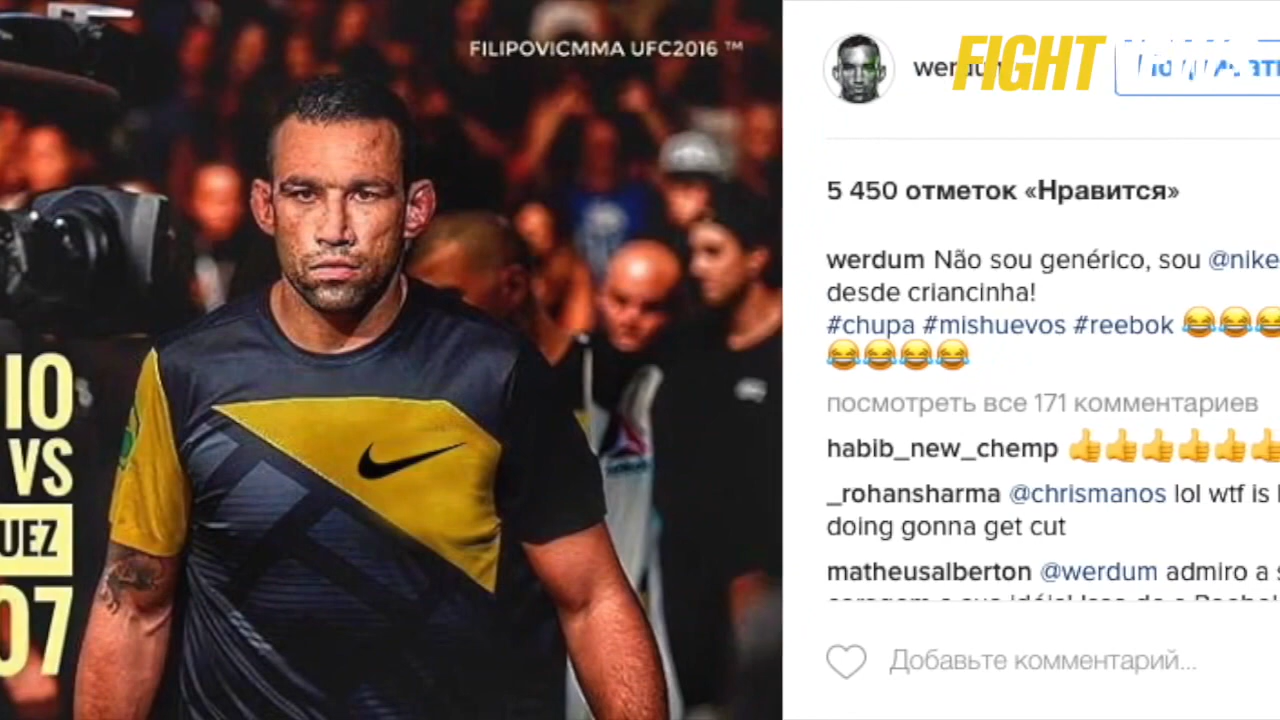 FILIPOVICMMA UFC2016 ™
IO
VS
UEZ
07
FIGHT
5 450 отметок «Нравится»
werdum Não sou genérico, sou @nike
desde criancinha!
#chupa #mishuevos #reebok 😂😂😂
😂😂😂😂
посмотреть все 171 комментариев
habib_new_chemp 👍👍👍👍👍👍
_rohansharma @chrismanos lol wtf is
doing gonna get cut
matheusalberton @werdum admiro a
Добавьте комментарий...